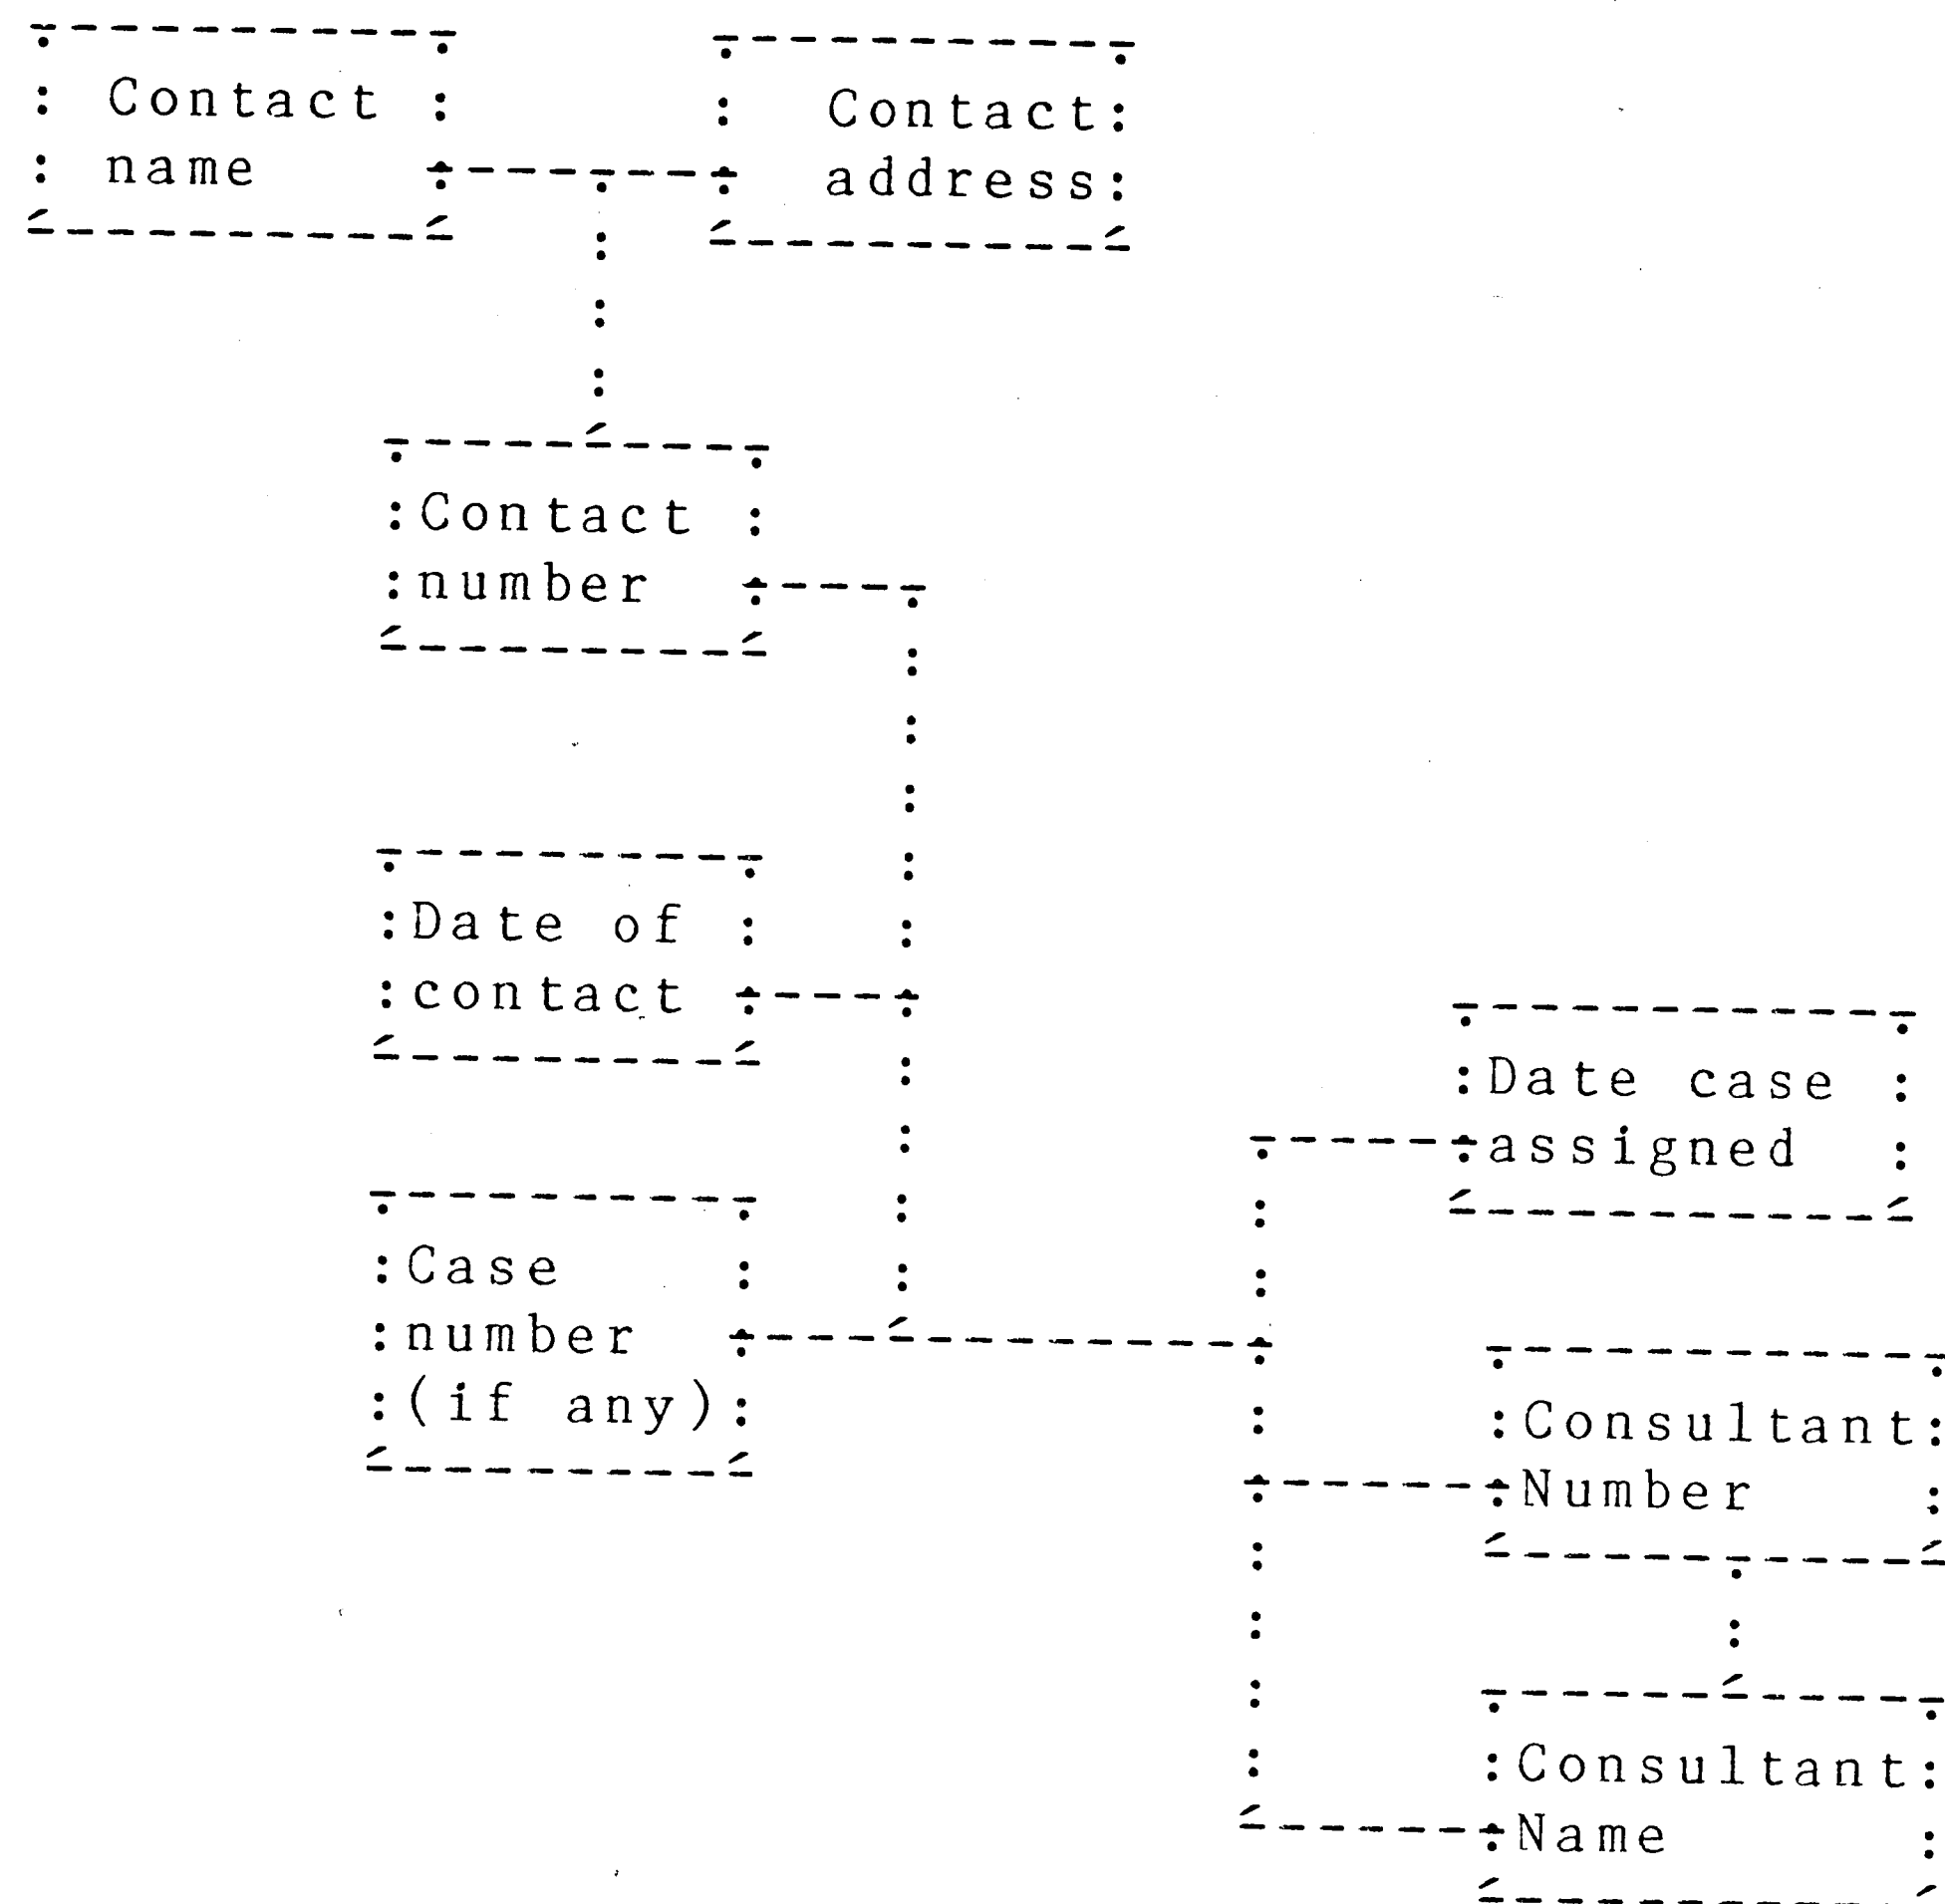 Contact
name
Contact
address
Contact
number
Date of
contact
Date case
assigned
Case
number
(if any)
Consultant
Number
Consultant
Name